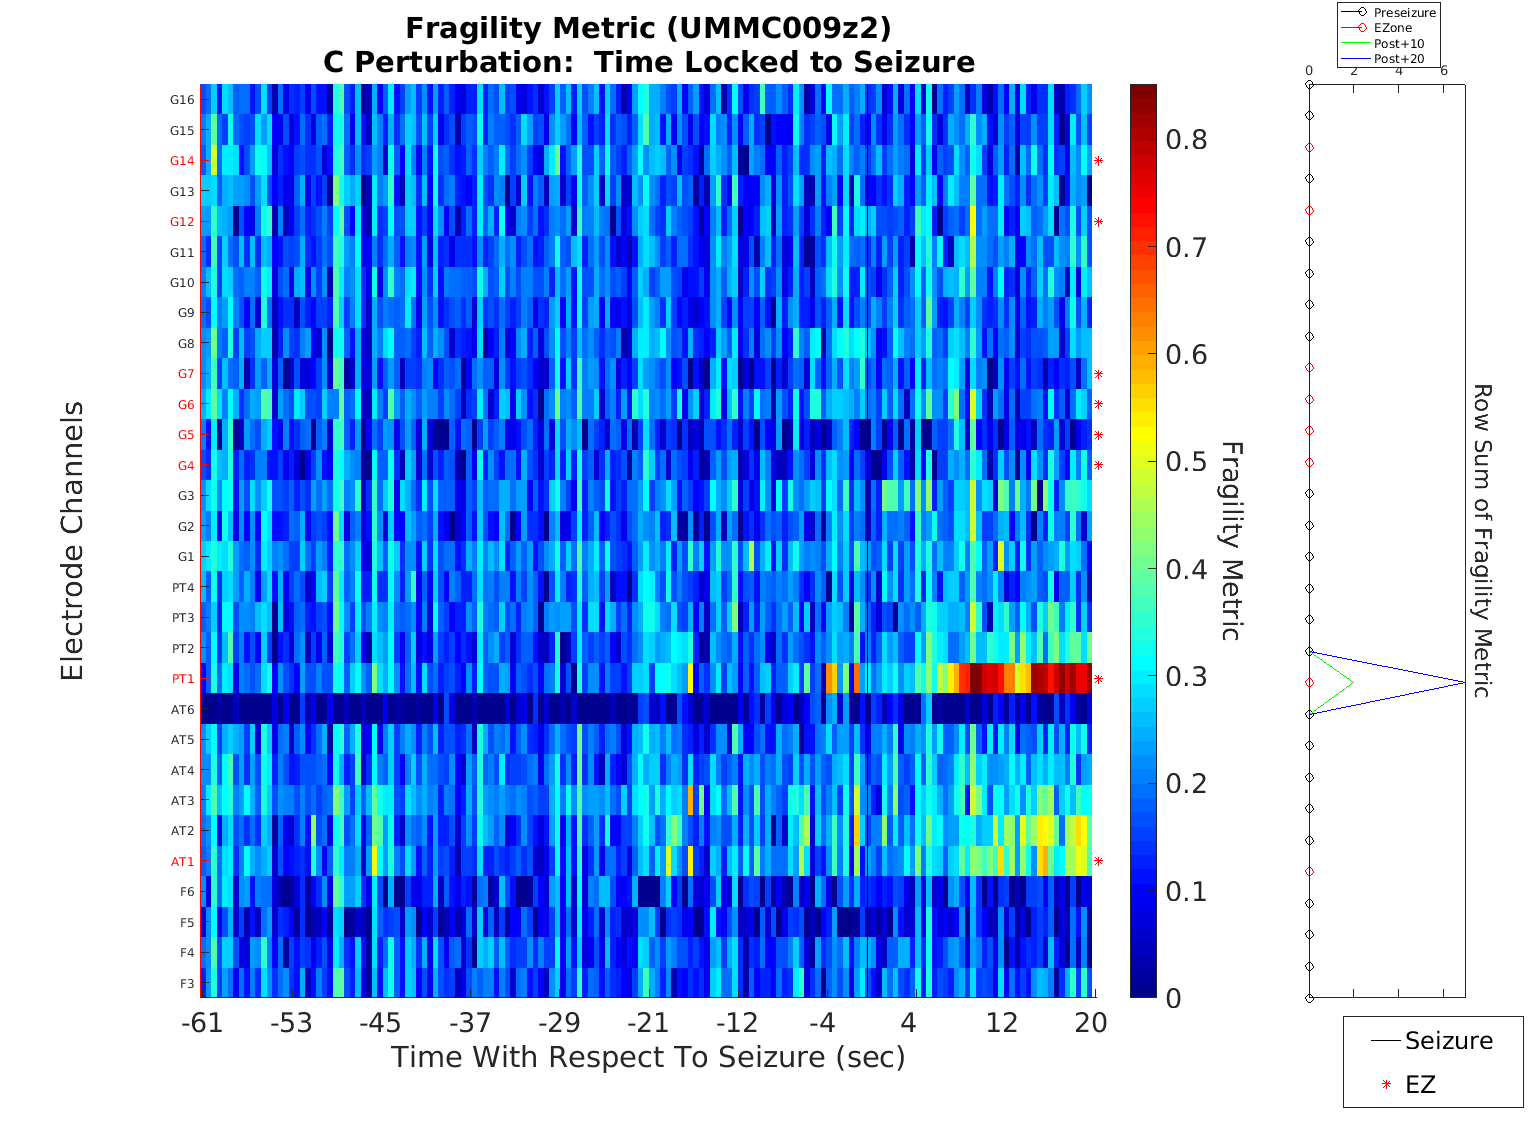 Fragility Metric (UMMC009z2)
C Perturbation:  Time Locked to Seizure
Electrode Channels
G16
G15
G14
G13
G12
G11
G10
G9
G8
G7
G6
G5
G4
G3
G2
G1
PT4
PT3
PT2
PT1
AT6
AT5
AT4
AT3
AT2
AT1
F6
F5
F4
F3
-61 -53 -45 -37 -29 -21 -12 -4 4 12 20
Time With Respect To Seizure (sec)
0.8
0.7
0.6
0.5
0.4
0.3
0.2
0.1
0
Fragility Metric
Preseizure
EZone
Post+10
Post+20
0 2 4 6
Row Sum of Fragility Metric
Seizure
EZ